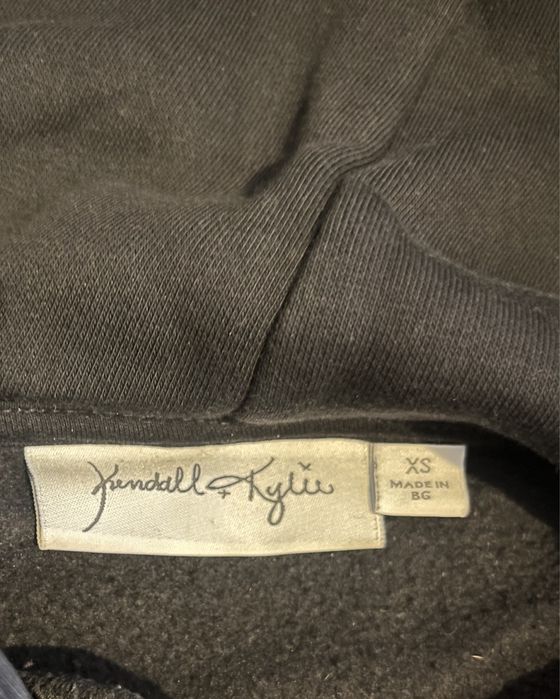 Kendall + Kylie
XS
MADE IN
BG